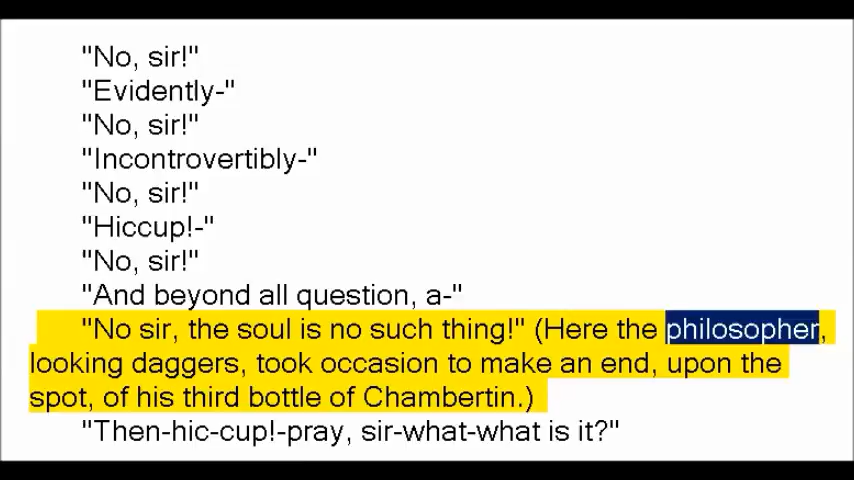 "No, sir!"
"Evidently-"
"No, sir!"
"Incontrovertibly-"
"No, sir!"
"Hiccup!-"
"No, sir!"
"And beyond all question, a-"
"No sir, the soul is no such thing!" (Here the philosopher,
looking daggers, took occasion to make an end, upon the
spot, of his third bottle of Chambertin.)
"Then-hic-cup!-pray, sir-what-what is it?"